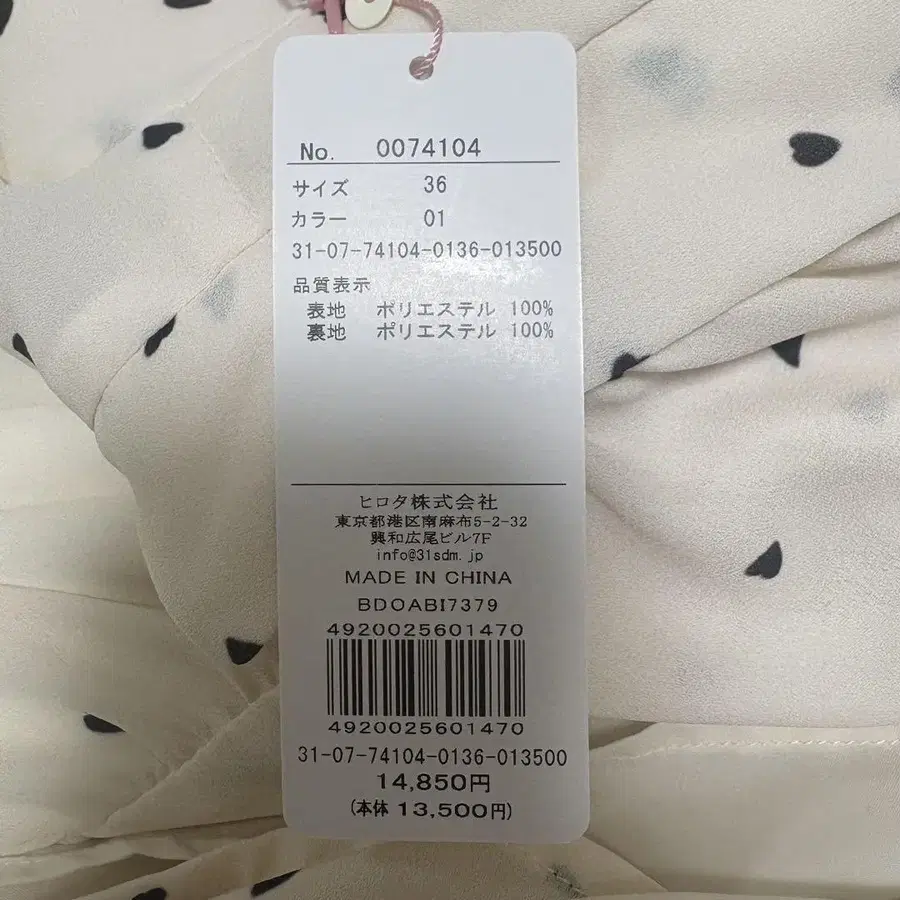 No. 0074104
サイズ 36
カラー 01
31-07-74104-0136-013500
品質表示
表地 ポリエステル 100%
裏地 ポリエステル 100%
ヒロタ株式会社
東京都港区南麻布5-2-32
興和広尾ビル7F
info@31sdm.jp
MADE IN CHINA
BDOABI7379
4920025601470
4920025601470
31-07-74104-0136-013500
14,850円
(本体 13,500円)